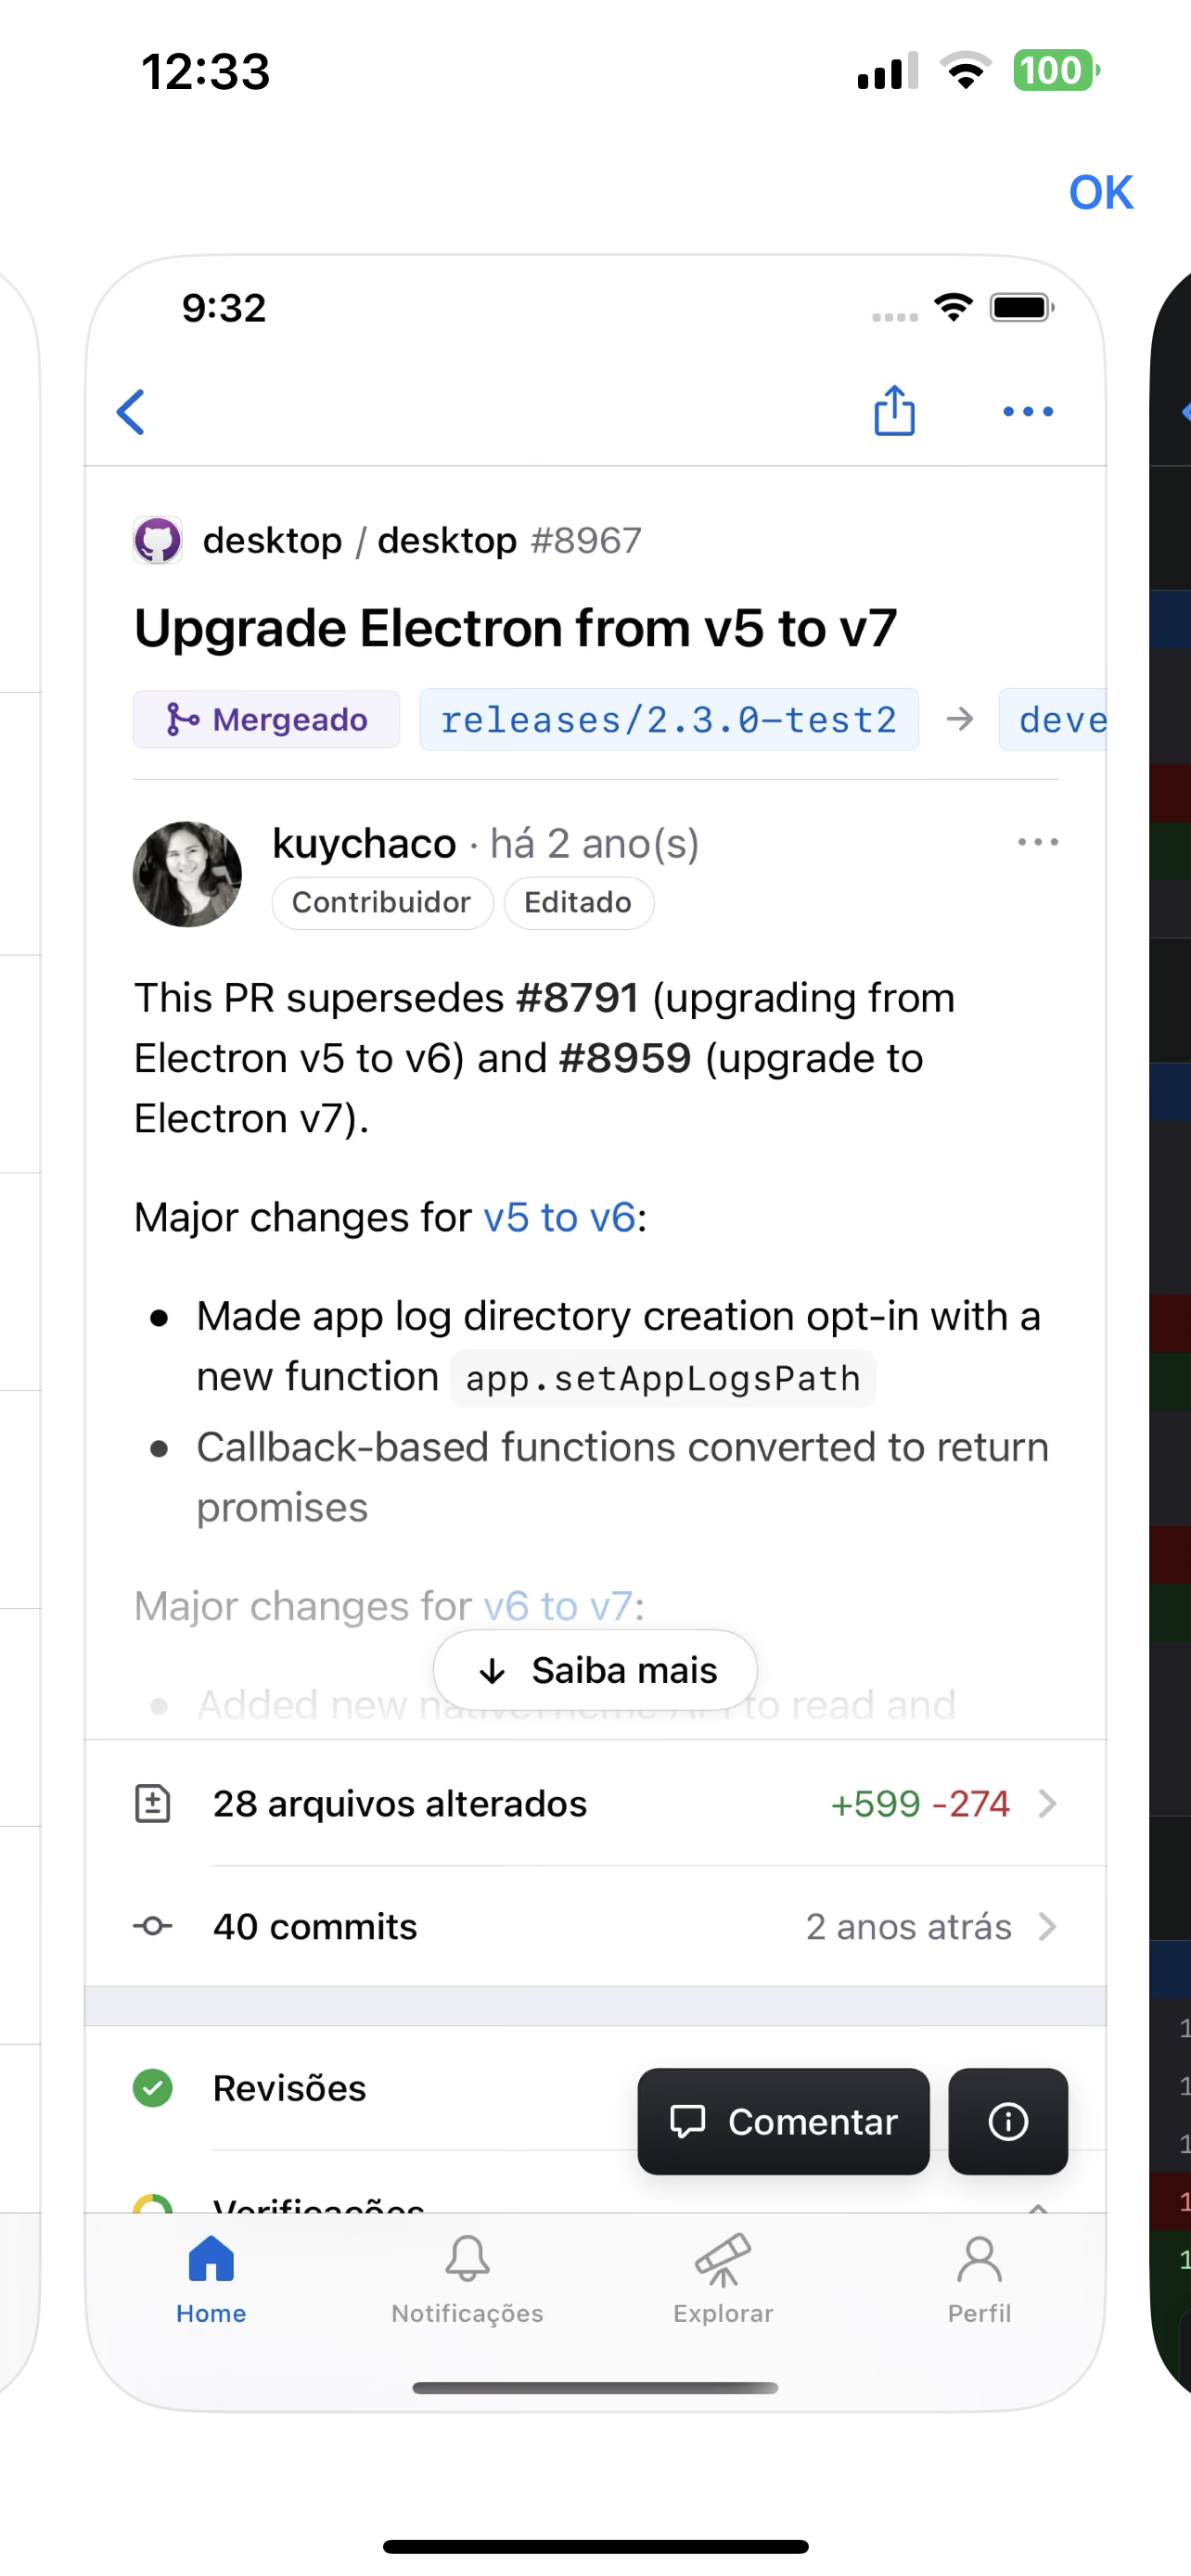 12:33
100
OK
9:32
desktop / desktop #8967
Upgrade Electron from v5 to v7
Mergeado releases/2.3.0-test2 → deve
kuychaco · há 2 ano(s)
Contribuidor Editado
This PR supersedes #8791 (upgrading from
Electron v5 to v6) and #8959 (upgrade to
Electron v7).
Major changes for v5 to v6:
• Made app log directory creation opt-in with a
new function app.setAppLogsPath
• Callback-based functions converted to return
promises
Major changes for v6 to v7:
Saiba mais
• Added new nativeTheme API to read and
28 arquivos alterados +599 -274
40 commits 2 anos atrás
Revisões
Comentar
Verificações
Home Notificações Explorar Perfil